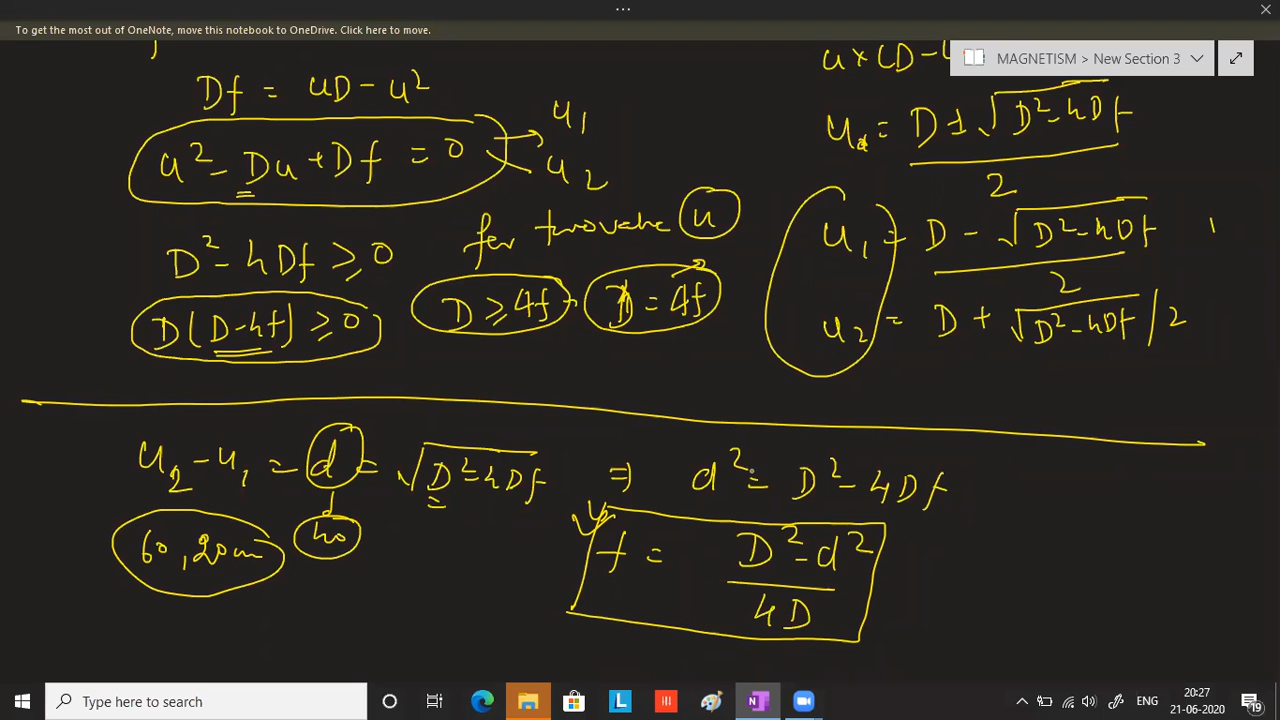 To get the most out of OneNote, move this notebook to OneDrive. Click here to move.
MAGNETISM > New Section 3
Df = uD - u²
u × (D -
u² - Du + Df = 0
u₁
u₂
u = D ± √D² - 4Df
2
for two value u
u₁ = D - √D² - 4Df
2
D² - 4Df ≥ 0
D(D - 4f) ≥ 0
D ≥ 4f
D = 4f
u₂ = D + √D² - 4Df / 2
u₂ - u₁ = d = √D² - 4Df ⇒ d² = D² - 4Df
60, 20cm
40
f = D² - d²
4D
Type here to search
ENG
20:27
21-06-2020
19